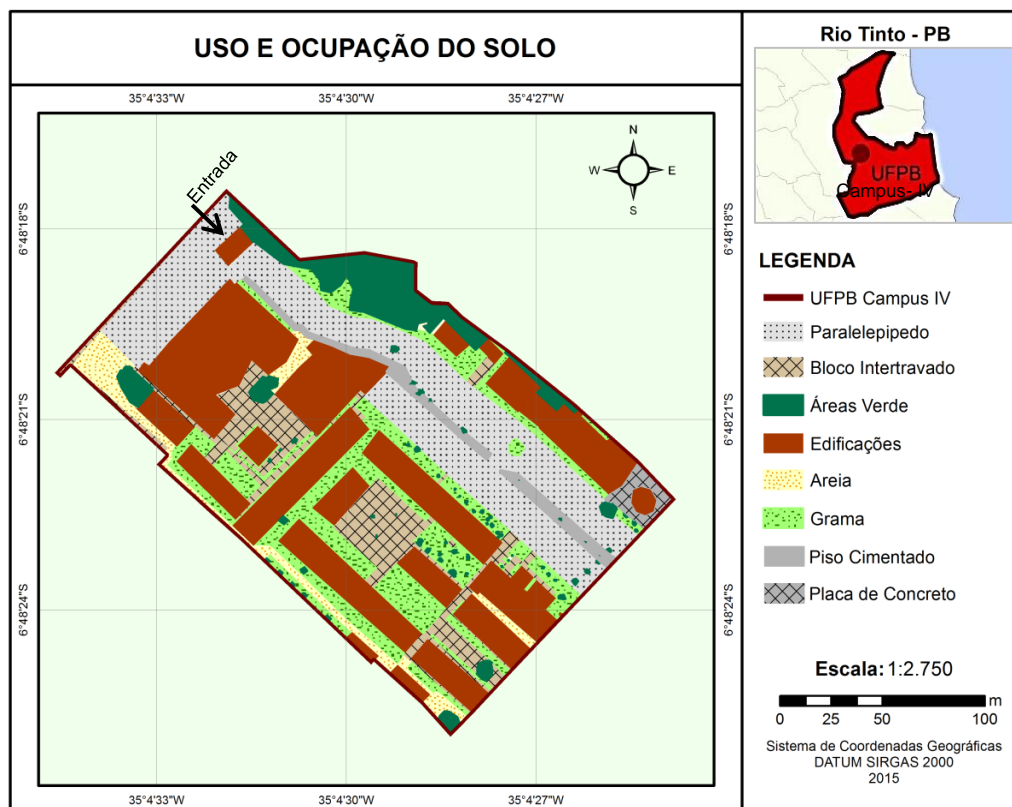 USO E OCUPAÇÃO DO SOLO
35°4'33"W 35°4'30"W 35°4'27"W
N
W E
S
Entrada
6°48'18"S 6°48'18"S
6°48'21"S 6°48'21"S
6°48'24"S 6°48'24"S
35°4'33"W 35°4'30"W 35°4'27"W
Rio Tinto - PB
UFPB
Campus- IV
LEGENDA
UFPB Campus IV
Paralelepipedo
Bloco Intertravado
Áreas Verde
Edificações
Areia
Grama
Piso Cimentado
Placa de Concreto
Escala: 1:2.750
m
0 25 50 100
Sistema de Coordenadas Geográficas
DATUM SIRGAS 2000
2015